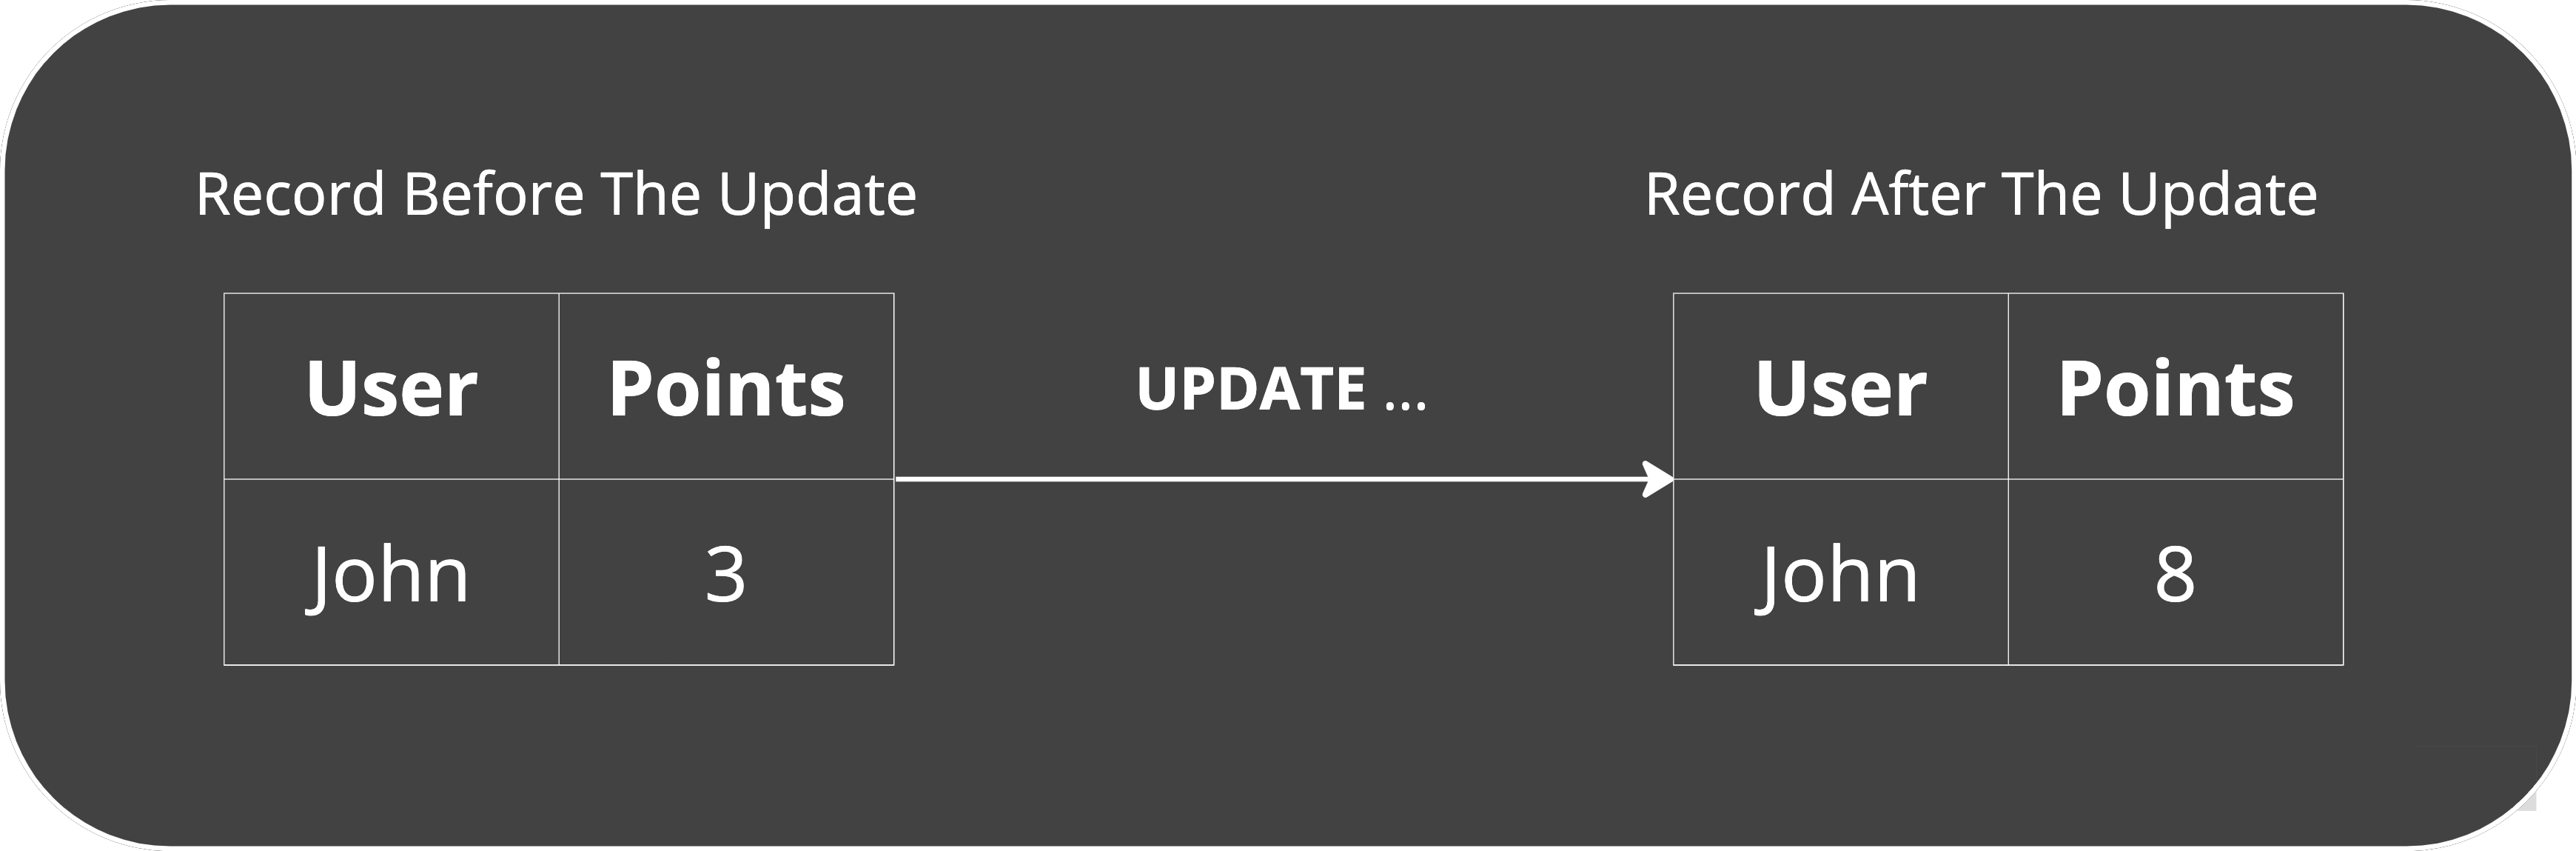 Record Before The Update
Record After The Update
User Points
UPDATE ...
User Points
John 3
John 8